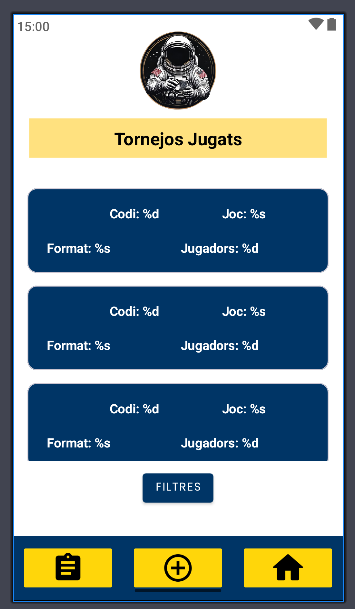 15:00
Tornejos Jugats
Codi: %d Joc: %s
Format: %s Jugadors: %d
Codi: %d Joc: %s
Format: %s Jugadors: %d
Codi: %d Joc: %s
Format: %s Jugadors: %d
FILTRES